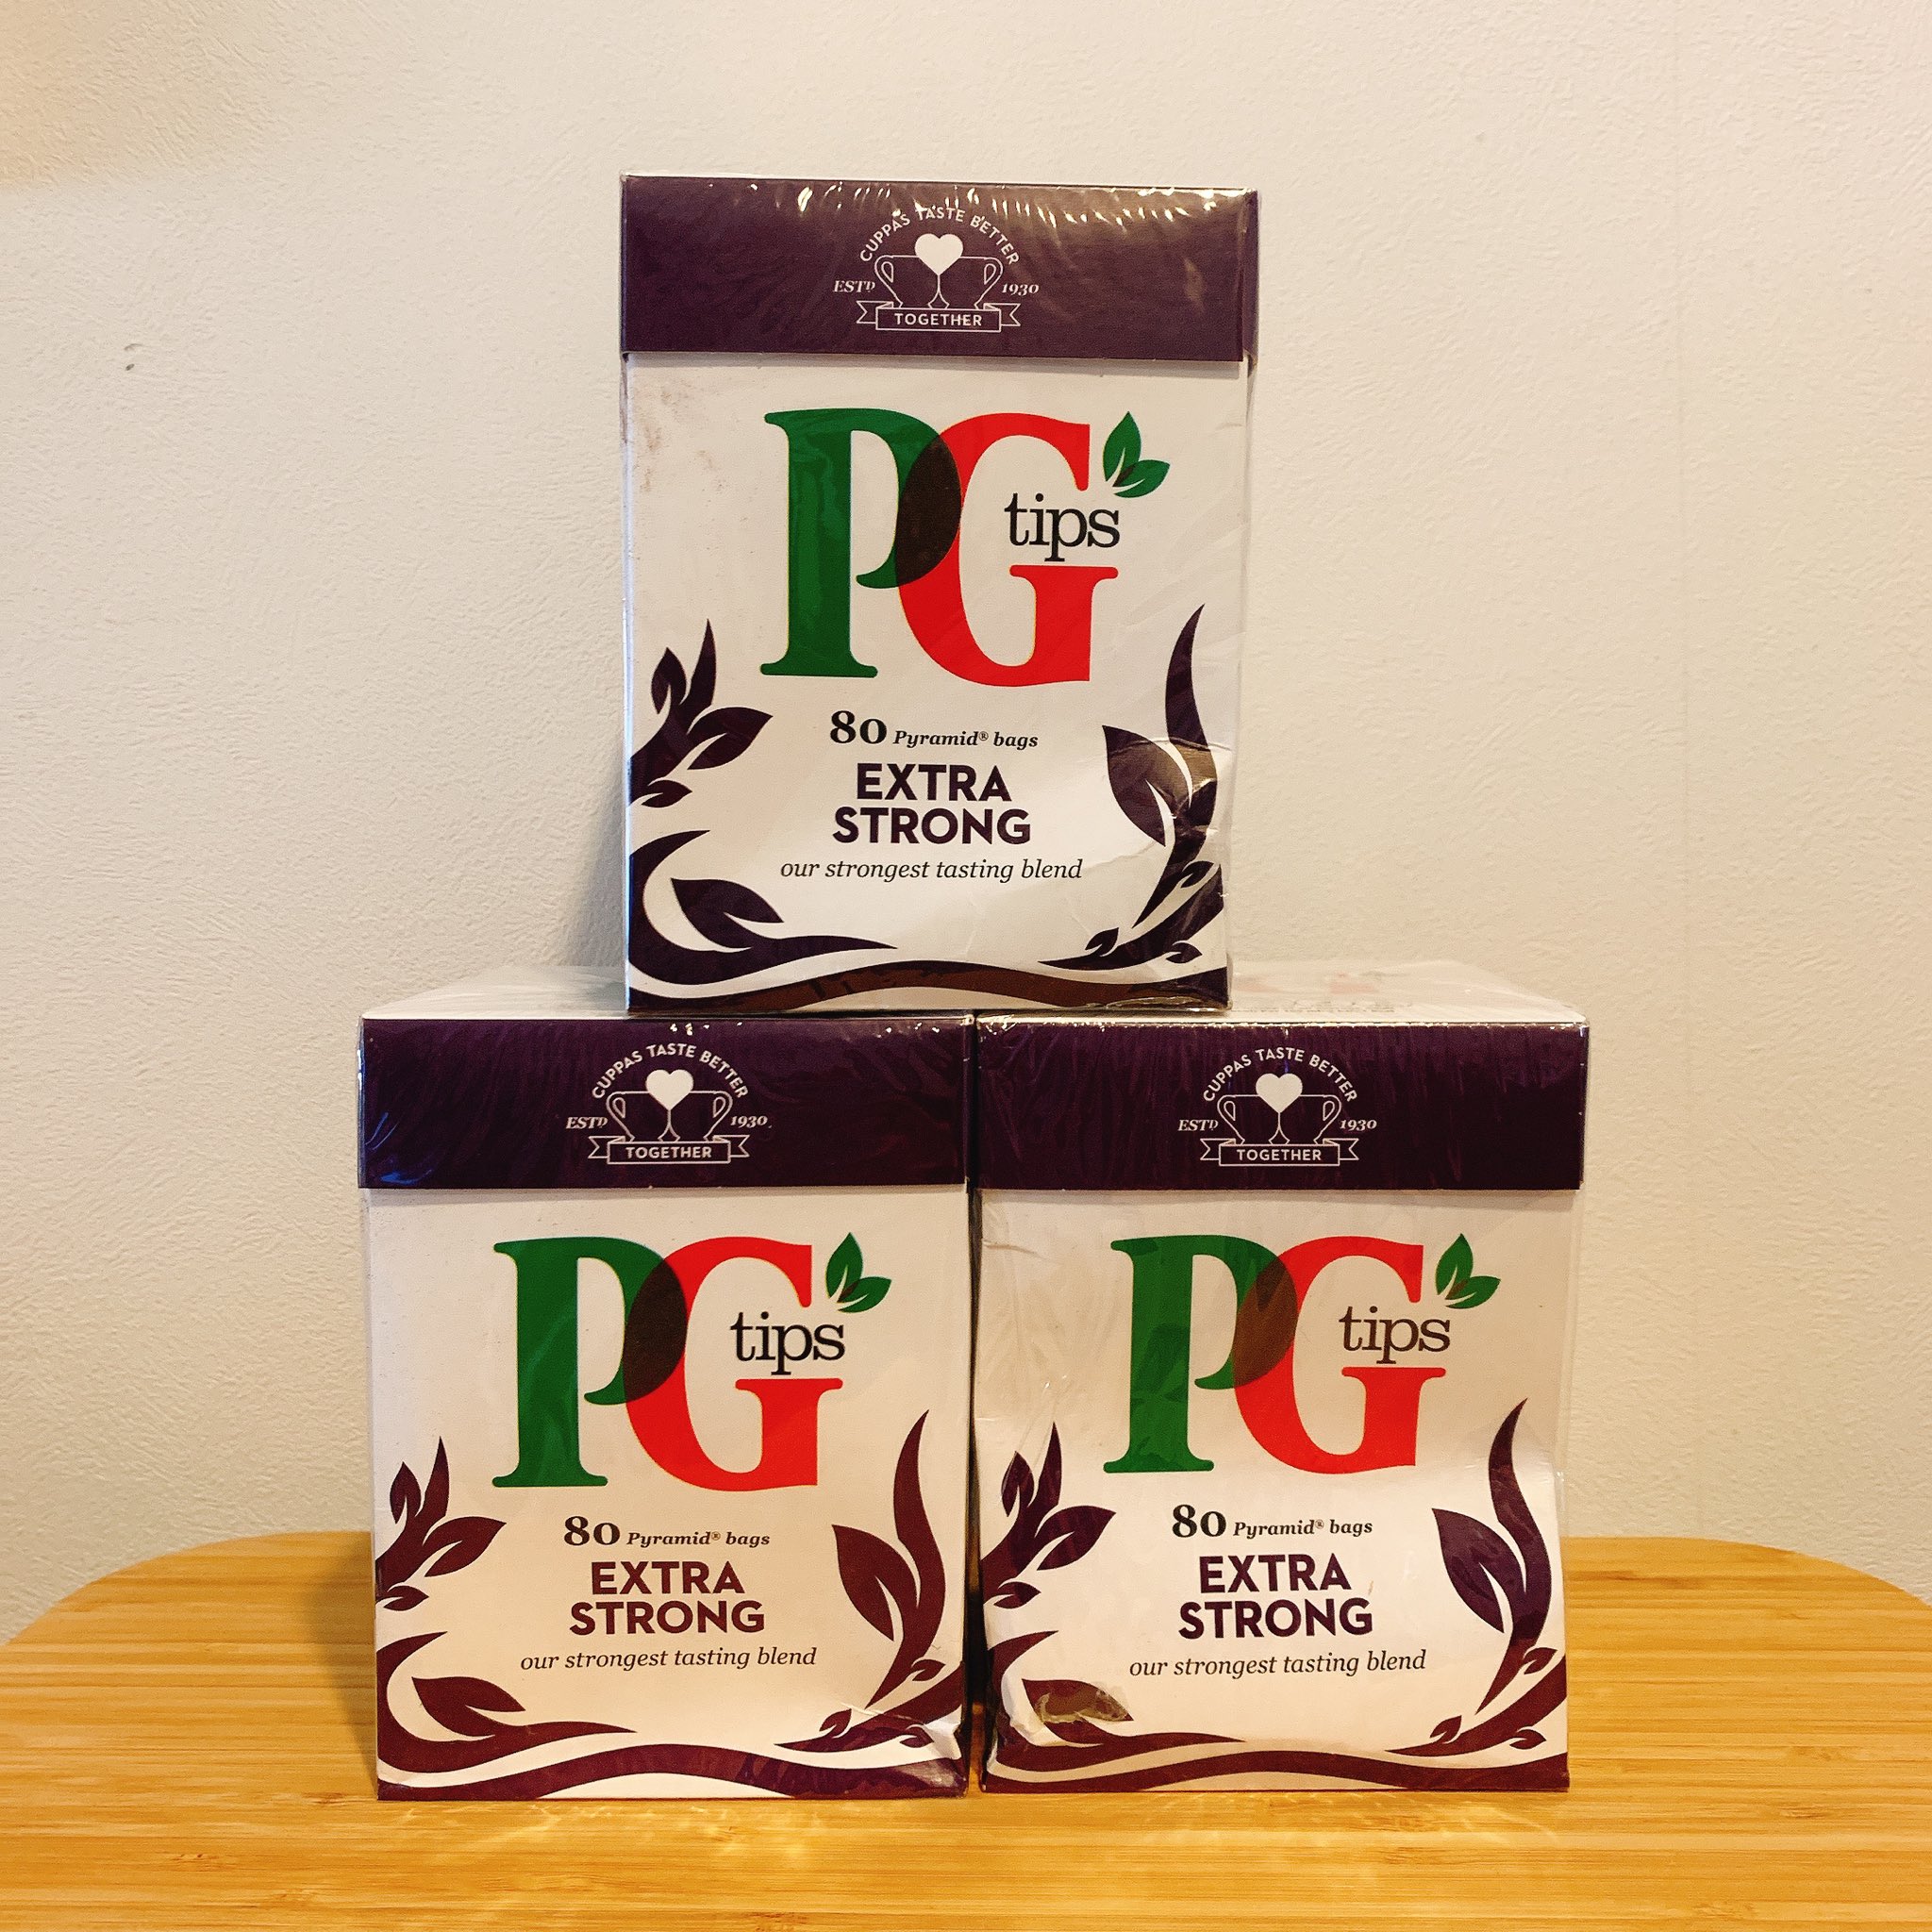 CUPPAS TASTE BETTER
ESTD 1930
TOGETHER
PG
tips
80 Pyramid® bags
EXTRA
STRONG
our strongest tasting blend
CUPPAS TASTE BETTER
ESTD 1930
TOGETHER
PG
tips
80 Pyramid® bags
EXTRA
STRONG
our strongest tasting blend
CUPPAS TASTE BETTER
ESTD 1930
TOGETHER
PG
tips
80 Pyramid® bags
EXTRA
STRONG
our strongest tasting blend